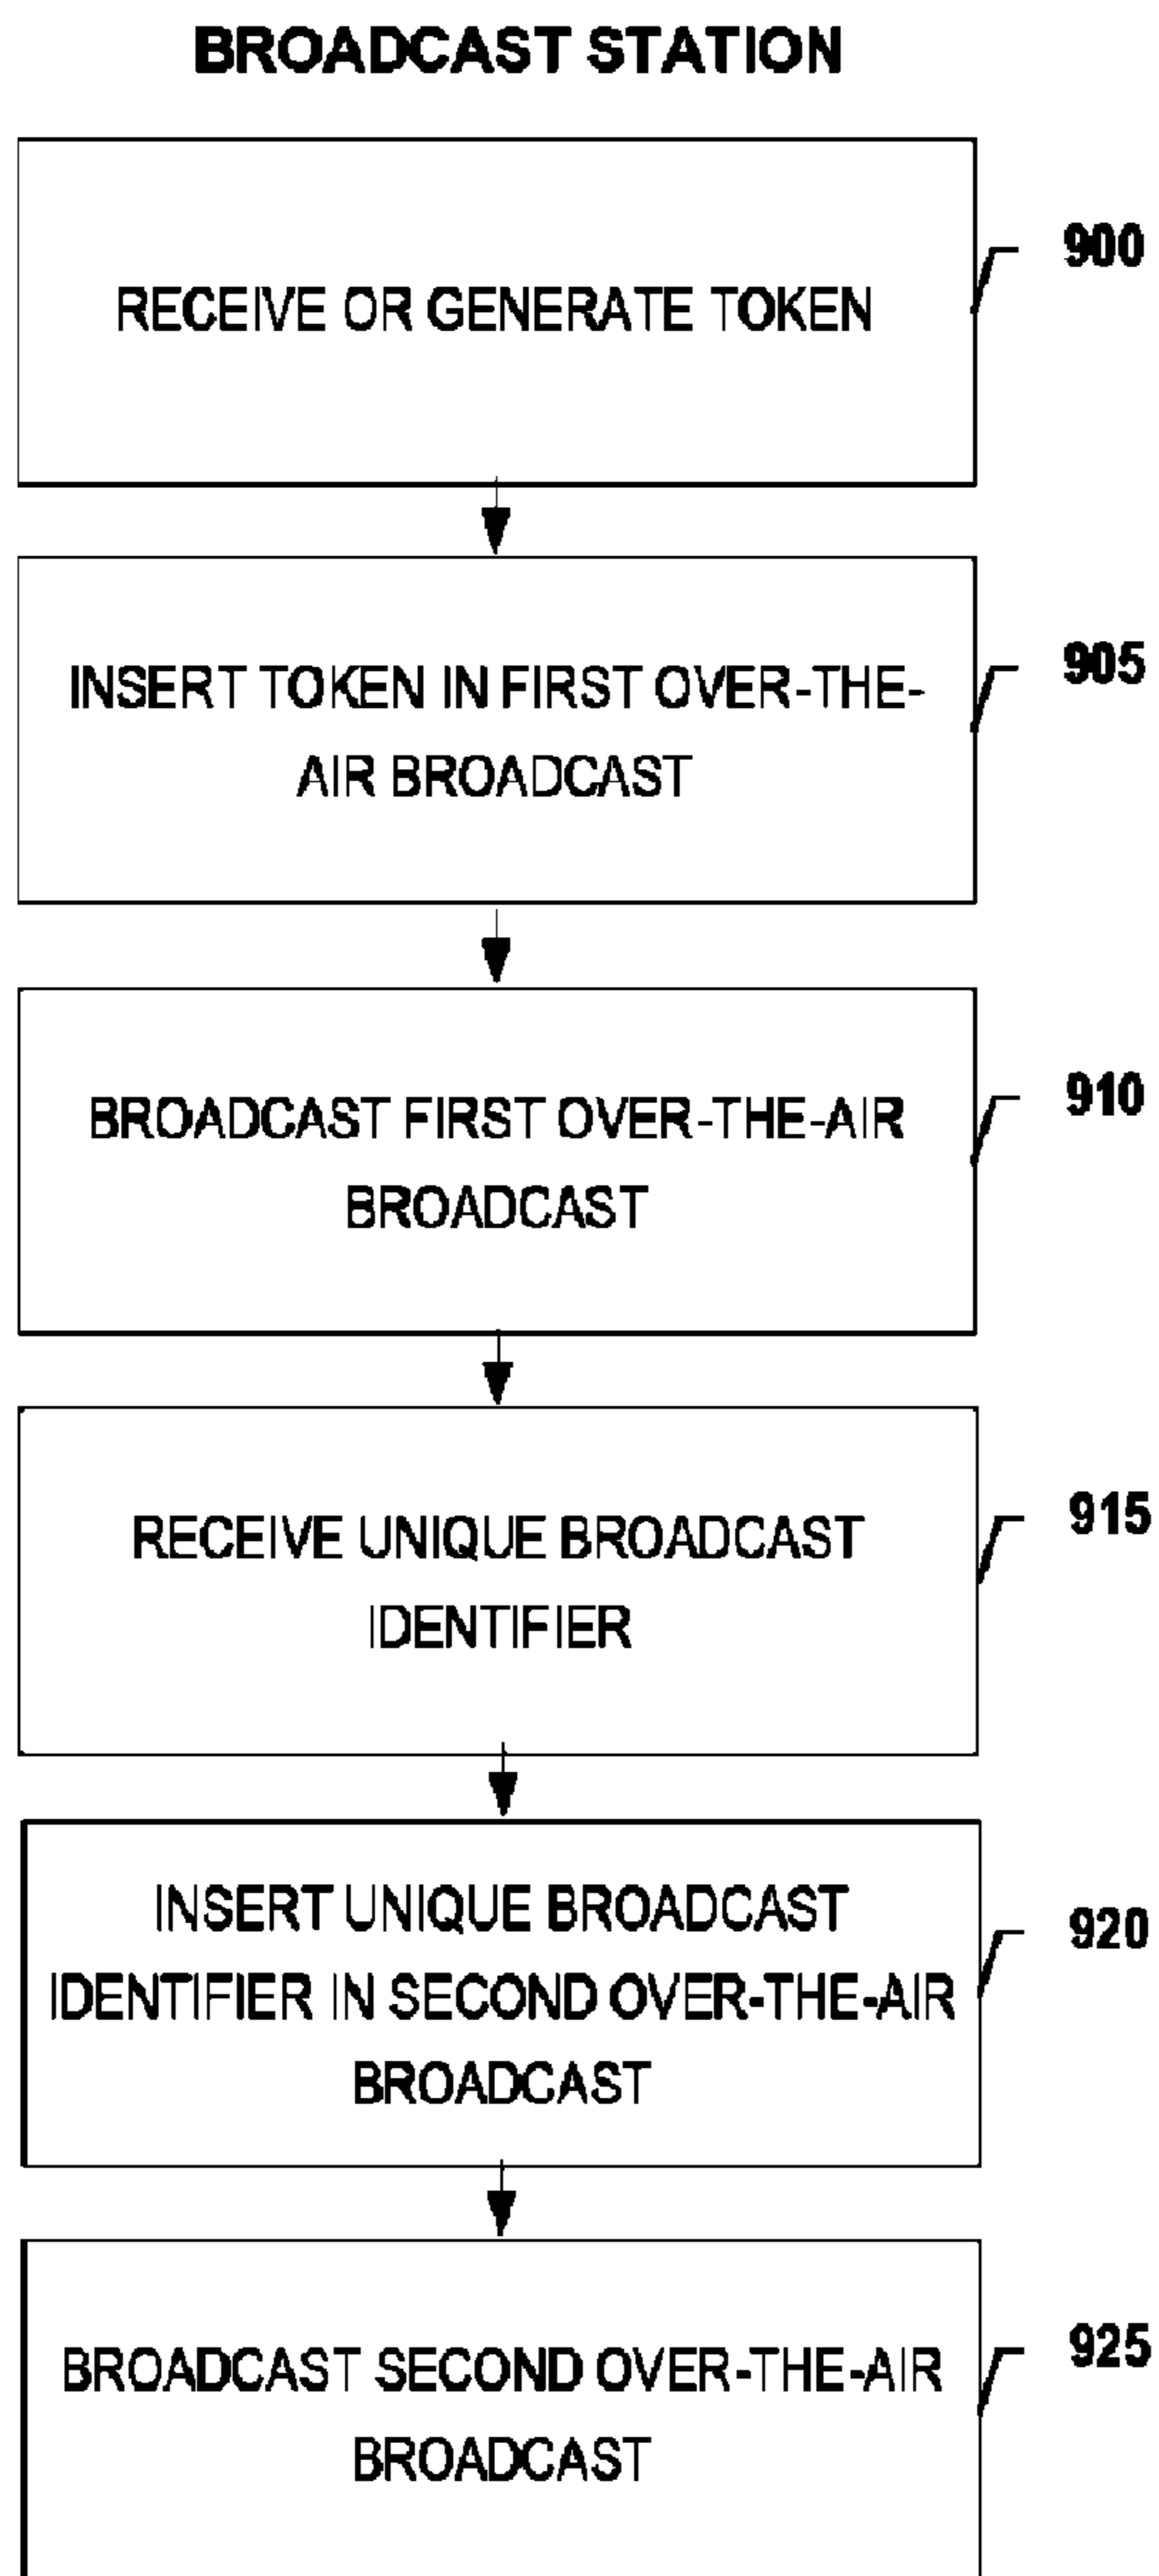 BROADCAST STATION
RECEIVE OR GENERATE TOKEN
900
INSERT TOKEN IN FIRST OVER-THE-
AIR BROADCAST
905
BROADCAST FIRST OVER-THE-AIR
BROADCAST
910
RECEIVE UNIQUE BROADCAST
IDENTIFIER
915
INSERT UNIQUE BROADCAST
IDENTIFIER IN SECOND OVER-THE-AIR
BROADCAST
920
BROADCAST SECOND OVER-THE-AIR
BROADCAST
925